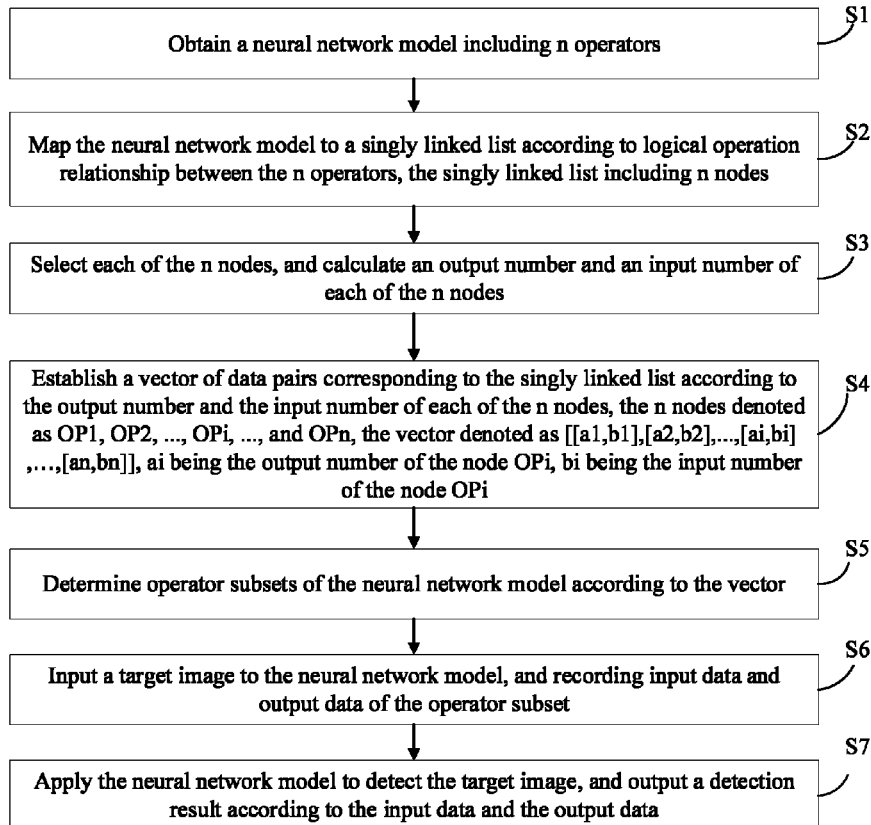 S1
Obtain a neural network model including n operators
S2
Map the neural network model to a singly linked list according to logical operation
relationship between the n operators, the singly linked list including n nodes
S3
Select each of the n nodes, and calculate an output number and an input number of
each of the n nodes
S4
Establish a vector of data pairs corresponding to the singly linked list according to
the output number and the input number of each of the n nodes, the n nodes denoted
as OP1, OP2, ..., OPi, ..., and OPn, the vector denoted as [[a1,b1],[a2,b2],...,[ai,bi]
,...,[an,bn]], ai being the output number of the node OPi, bi being the input number
of the node OPi
S5
Determine operator subsets of the neural network model according to the vector
S6
Input a target image to the neural network model, and recording input data and
output data of the operator subset
S7
Apply the neural network model to detect the target image, and output a detection
result according to the input data and the output data